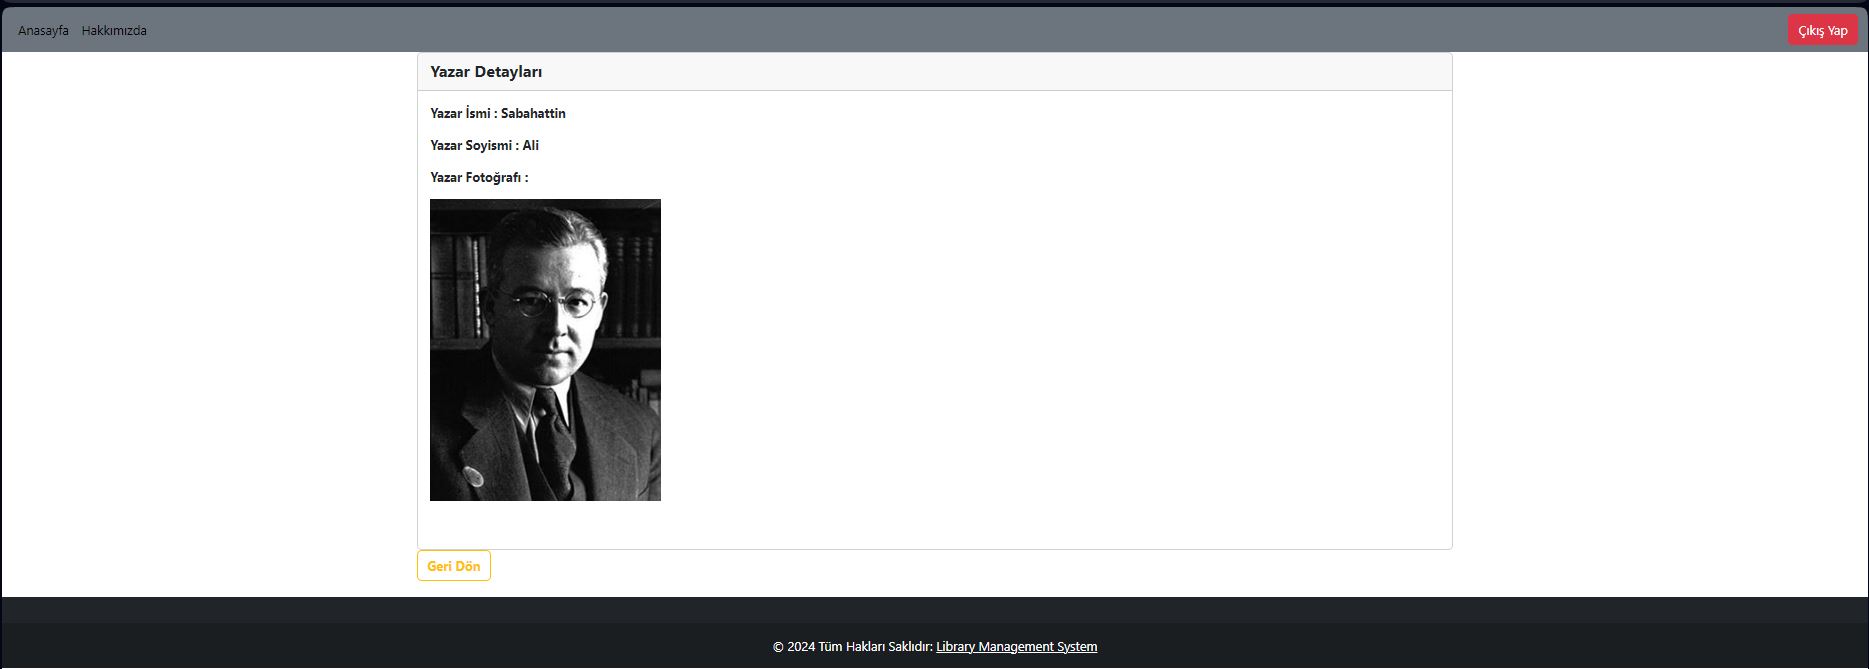 Anasayfa Hakkımızda Çıkış Yap
Yazar Detayları
Yazar İsmi : Sabahattin
Yazar Soyismi : Ali
Yazar Fotoğrafı :
Geri Dön
© 2024 Tüm Hakları Saklıdır: Library Management System